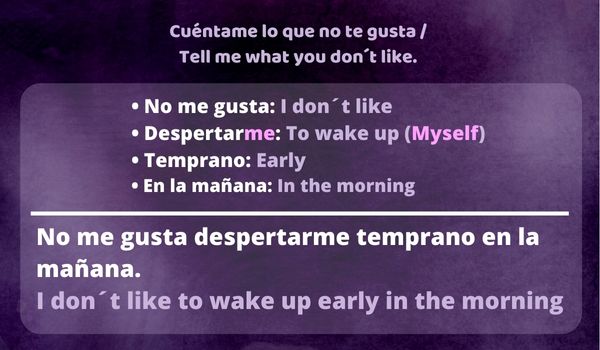 Cuéntame lo que no te gusta /
Tell me what you don´t like.
• No me gusta: I don´t like
• Despertarme: To wake up (Myself)
• Temprano: Early
• En la mañana: In the morning
No me gusta despertarme temprano en la
mañana.
I don´t like to wake up early in the morning